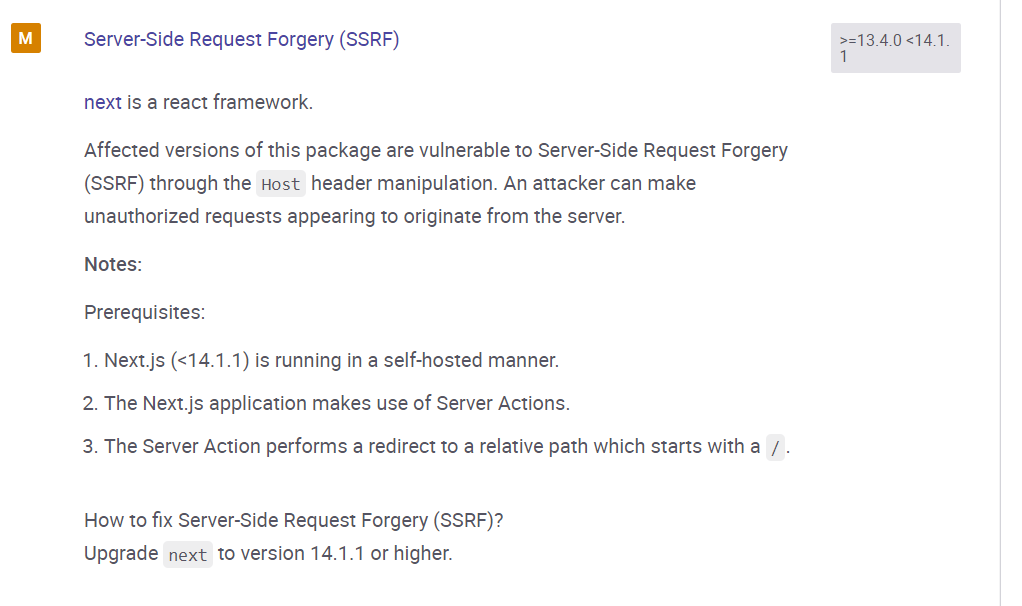 M
Server-Side Request Forgery (SSRF)
>=13.4.0 <14.1.
1
next is a react framework.
Affected versions of this package are vulnerable to Server-Side Request Forgery
(SSRF) through the Host header manipulation. An attacker can make
unauthorized requests appearing to originate from the server.
Notes:
Prerequisites:
1. Next.js (<14.1.1) is running in a self-hosted manner.
2. The Next.js application makes use of Server Actions.
3. The Server Action performs a redirect to a relative path which starts with a /.
How to fix Server-Side Request Forgery (SSRF)?
Upgrade next to version 14.1.1 or higher.